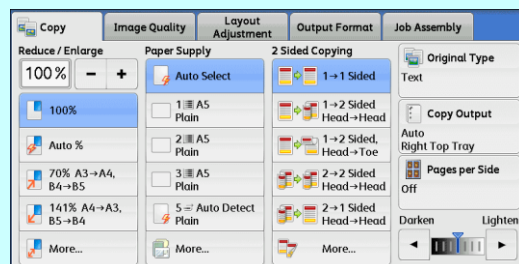 Copy
Image Quality
Layout
Adjustment
Output Format
Job Assembly
Reduce / Enlarge
100 %
−
+
100%
Auto %
70% A3→A4,
B4→B5
141% A4→A3,
B5→B4
More...
Paper Supply
Auto Select
1 A5
Plain
2 A5
Plain
3 A5
Plain
5 Auto Detect
Plain
More...
2 Sided Copying
1→1 Sided
1→2 Sided
Head→Head
1→2 Sided,
Head→Toe
2→2 Sided
Head→Head
2→1 Sided
Head→Head
More...
Original Type
Text
Copy Output
Auto
Right Top Tray
Pages per Side
Off
Darken
Lighten